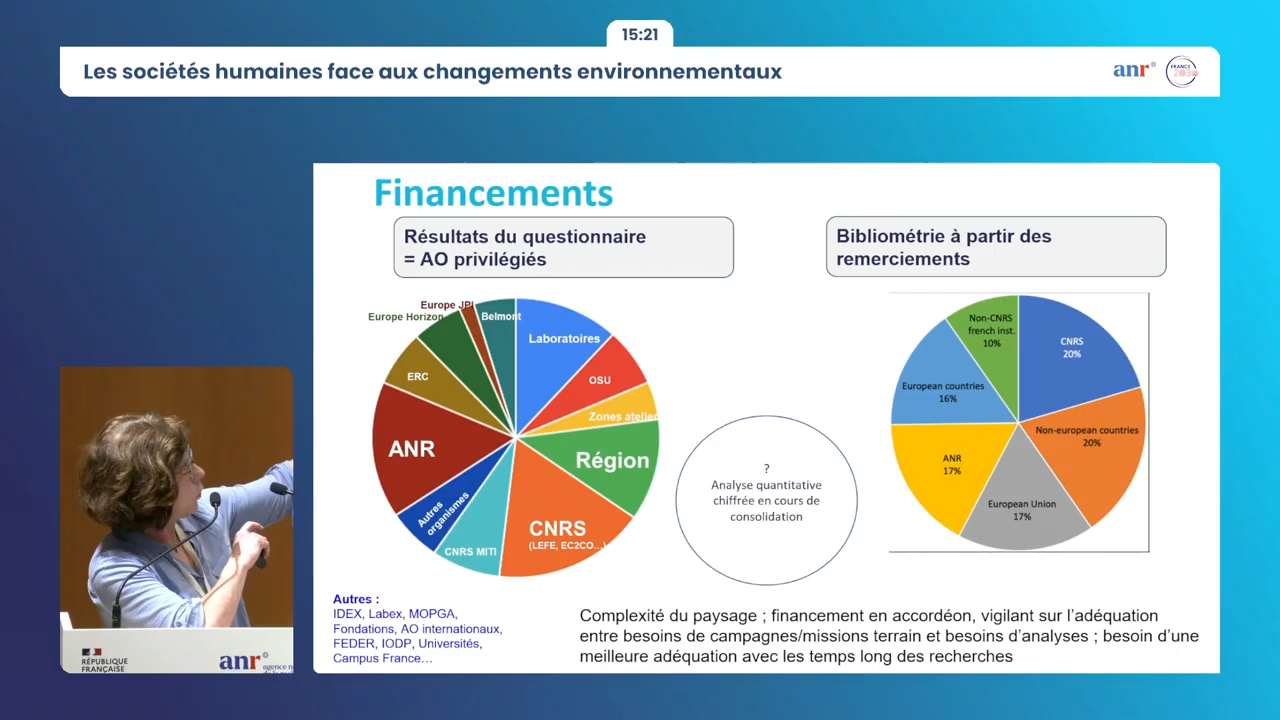 15:21
Les sociétés humaines face aux changements environnementaux
anr
FRANCE
2030
Financements
Résultats du questionnaire
= AO privilégiés
Bibliométrie à partir des
remerciements
Europe JPI
Europe Horizon
Belmont
Laboratoires
ERC
OSU
Zones atelier
ANR
Région
Autres
organismes
CNRS
(LEFE, EC2CO...)
CNRS MITI
?
Analyse quantitative
chiffrée en cours de
consolidation
Non-CNRS
french inst.
10%
CNRS
20%
European countries
16%
Non-european countries
20%
ANR
17%
European Union
17%
Autres :
IDEX, Labex, MOPGA,
Fondations, AO internationaux,
FEDER, IODP, Universités,
Campus France...
Complexité du paysage ; financement en accordéon, vigilant sur l'adéquation
entre besoins de campagnes/missions terrain et besoins d'analyses ; besoin d'une
meilleure adéquation avec les temps long des recherches
RÉPUBLIQUE
FRANÇAISE
anr
agence n